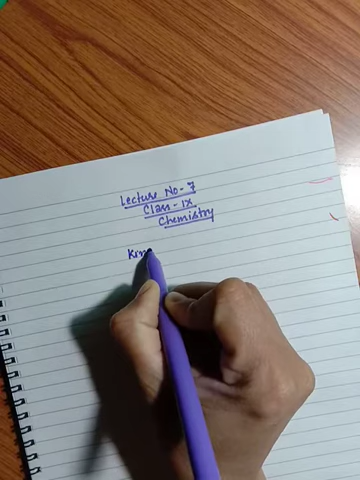 Lecture No - 7
Class - IX
Chemistry